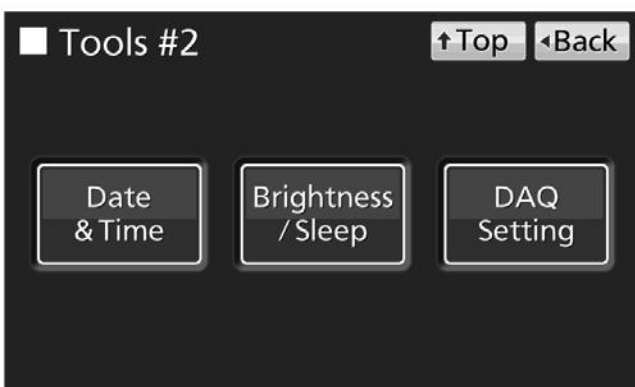 Tools #2
↑Top
◂Back
Date
& Time
Brightness
/ Sleep
DAQ
Setting